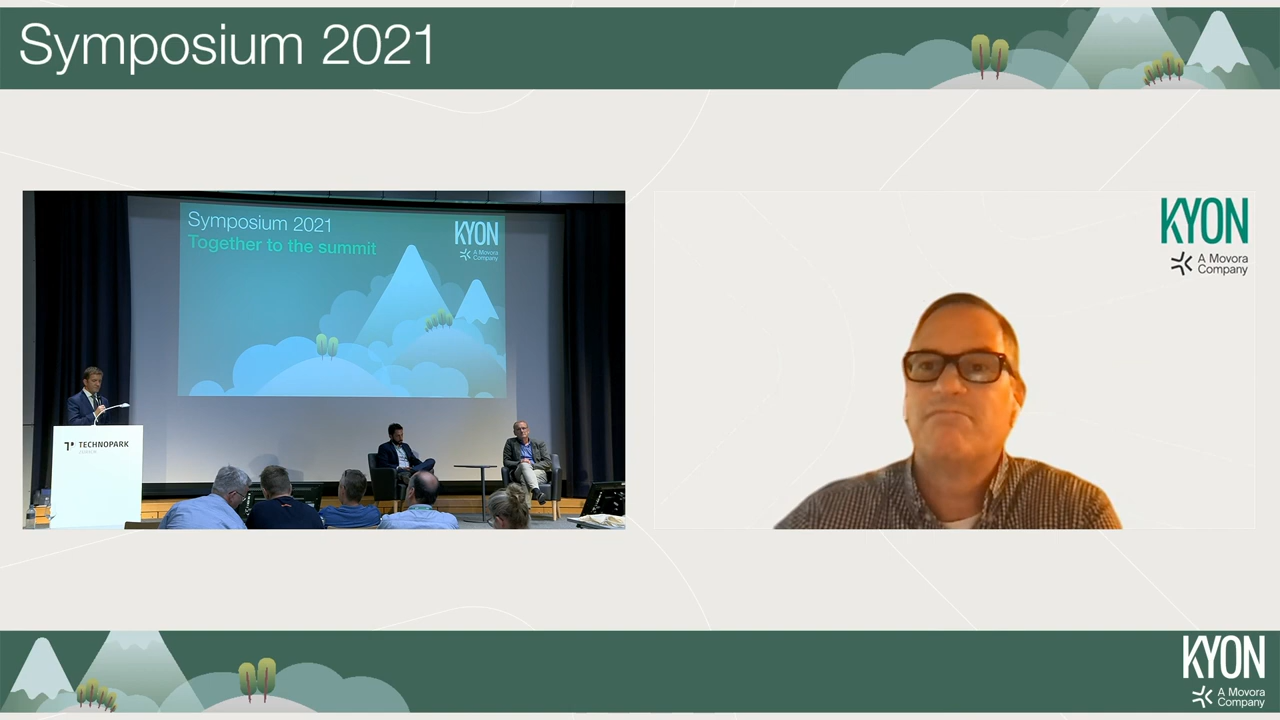 Symposium 2021
Symposium 2021
Together to the summit
KYON
A Movora
Company
TECHNOPARK
KYON
A Movora
Company
KYON
A Movora
Company